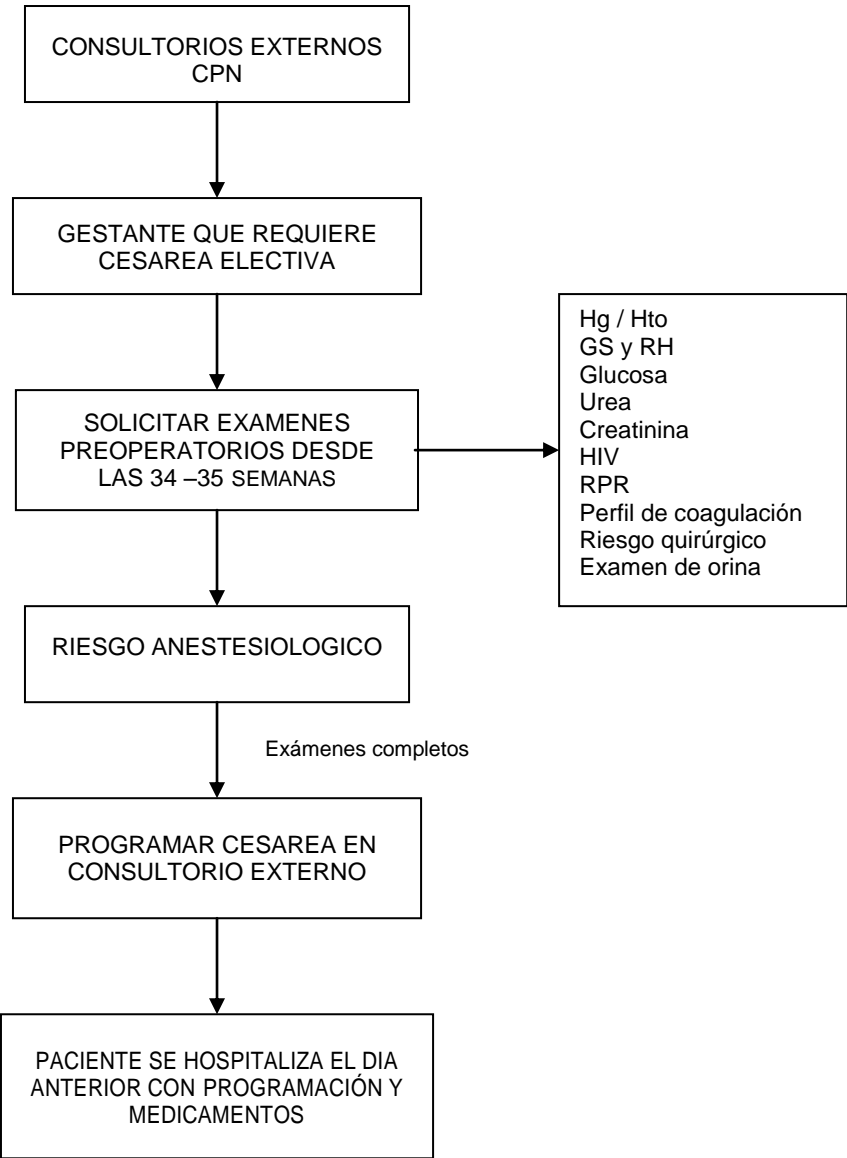 CONSULTORIOS EXTERNOS
CPN
GESTANTE QUE REQUIERE
CESAREA ELECTIVA
SOLICITAR EXAMENES
PREOPERATORIOS DESDE
LAS 34 –35 SEMANAS
Hg / Hto
GS y RH
Glucosa
Urea
Creatinina
HIV
RPR
Perfil de coagulación
Riesgo quirúrgico
Examen de orina
RIESGO ANESTESIOLOGICO
Exámenes completos
PROGRAMAR CESAREA EN
CONSULTORIO EXTERNO
PACIENTE SE HOSPITALIZA EL DIA
ANTERIOR CON PROGRAMACIÓN Y
MEDICAMENTOS